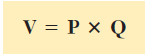 V = P × Q